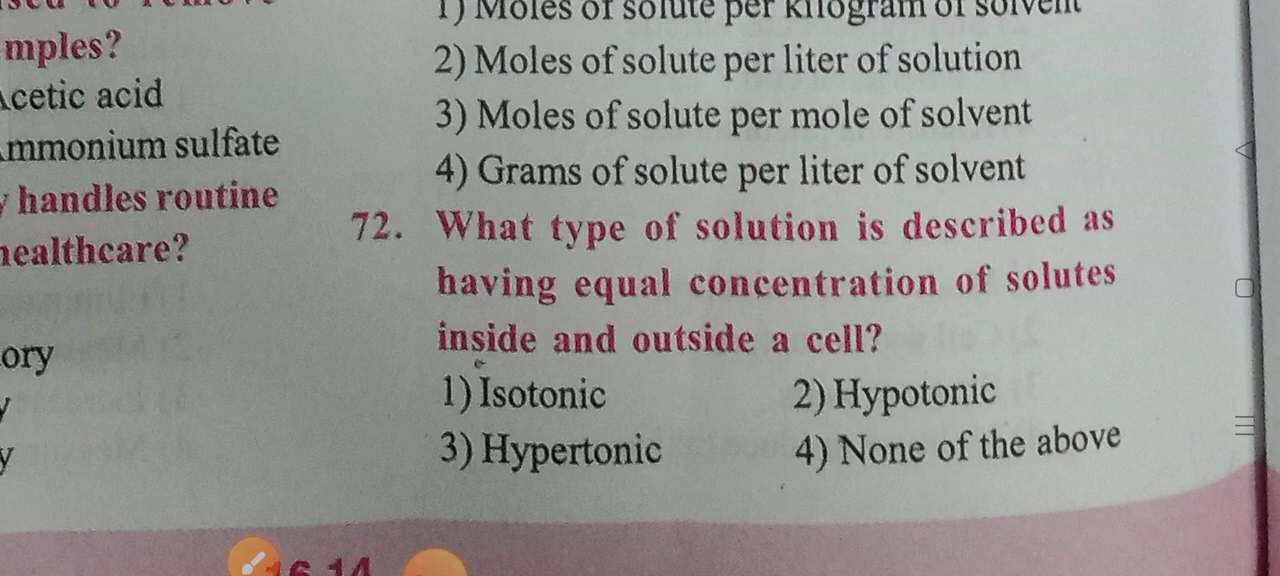 mples?
cetic acid
mmonium sulfate
handles routine
healthcare?
ory
y
y
1) Moles of solute per kilogram of solvent
2) Moles of solute per liter of solution
3) Moles of solute per mole of solvent
4) Grams of solute per liter of solvent
72. What type of solution is described as
having equal concentration of solutes
inside and outside a cell?
1) Isotonic 2) Hypotonic
3) Hypertonic 4) None of the above
6.14